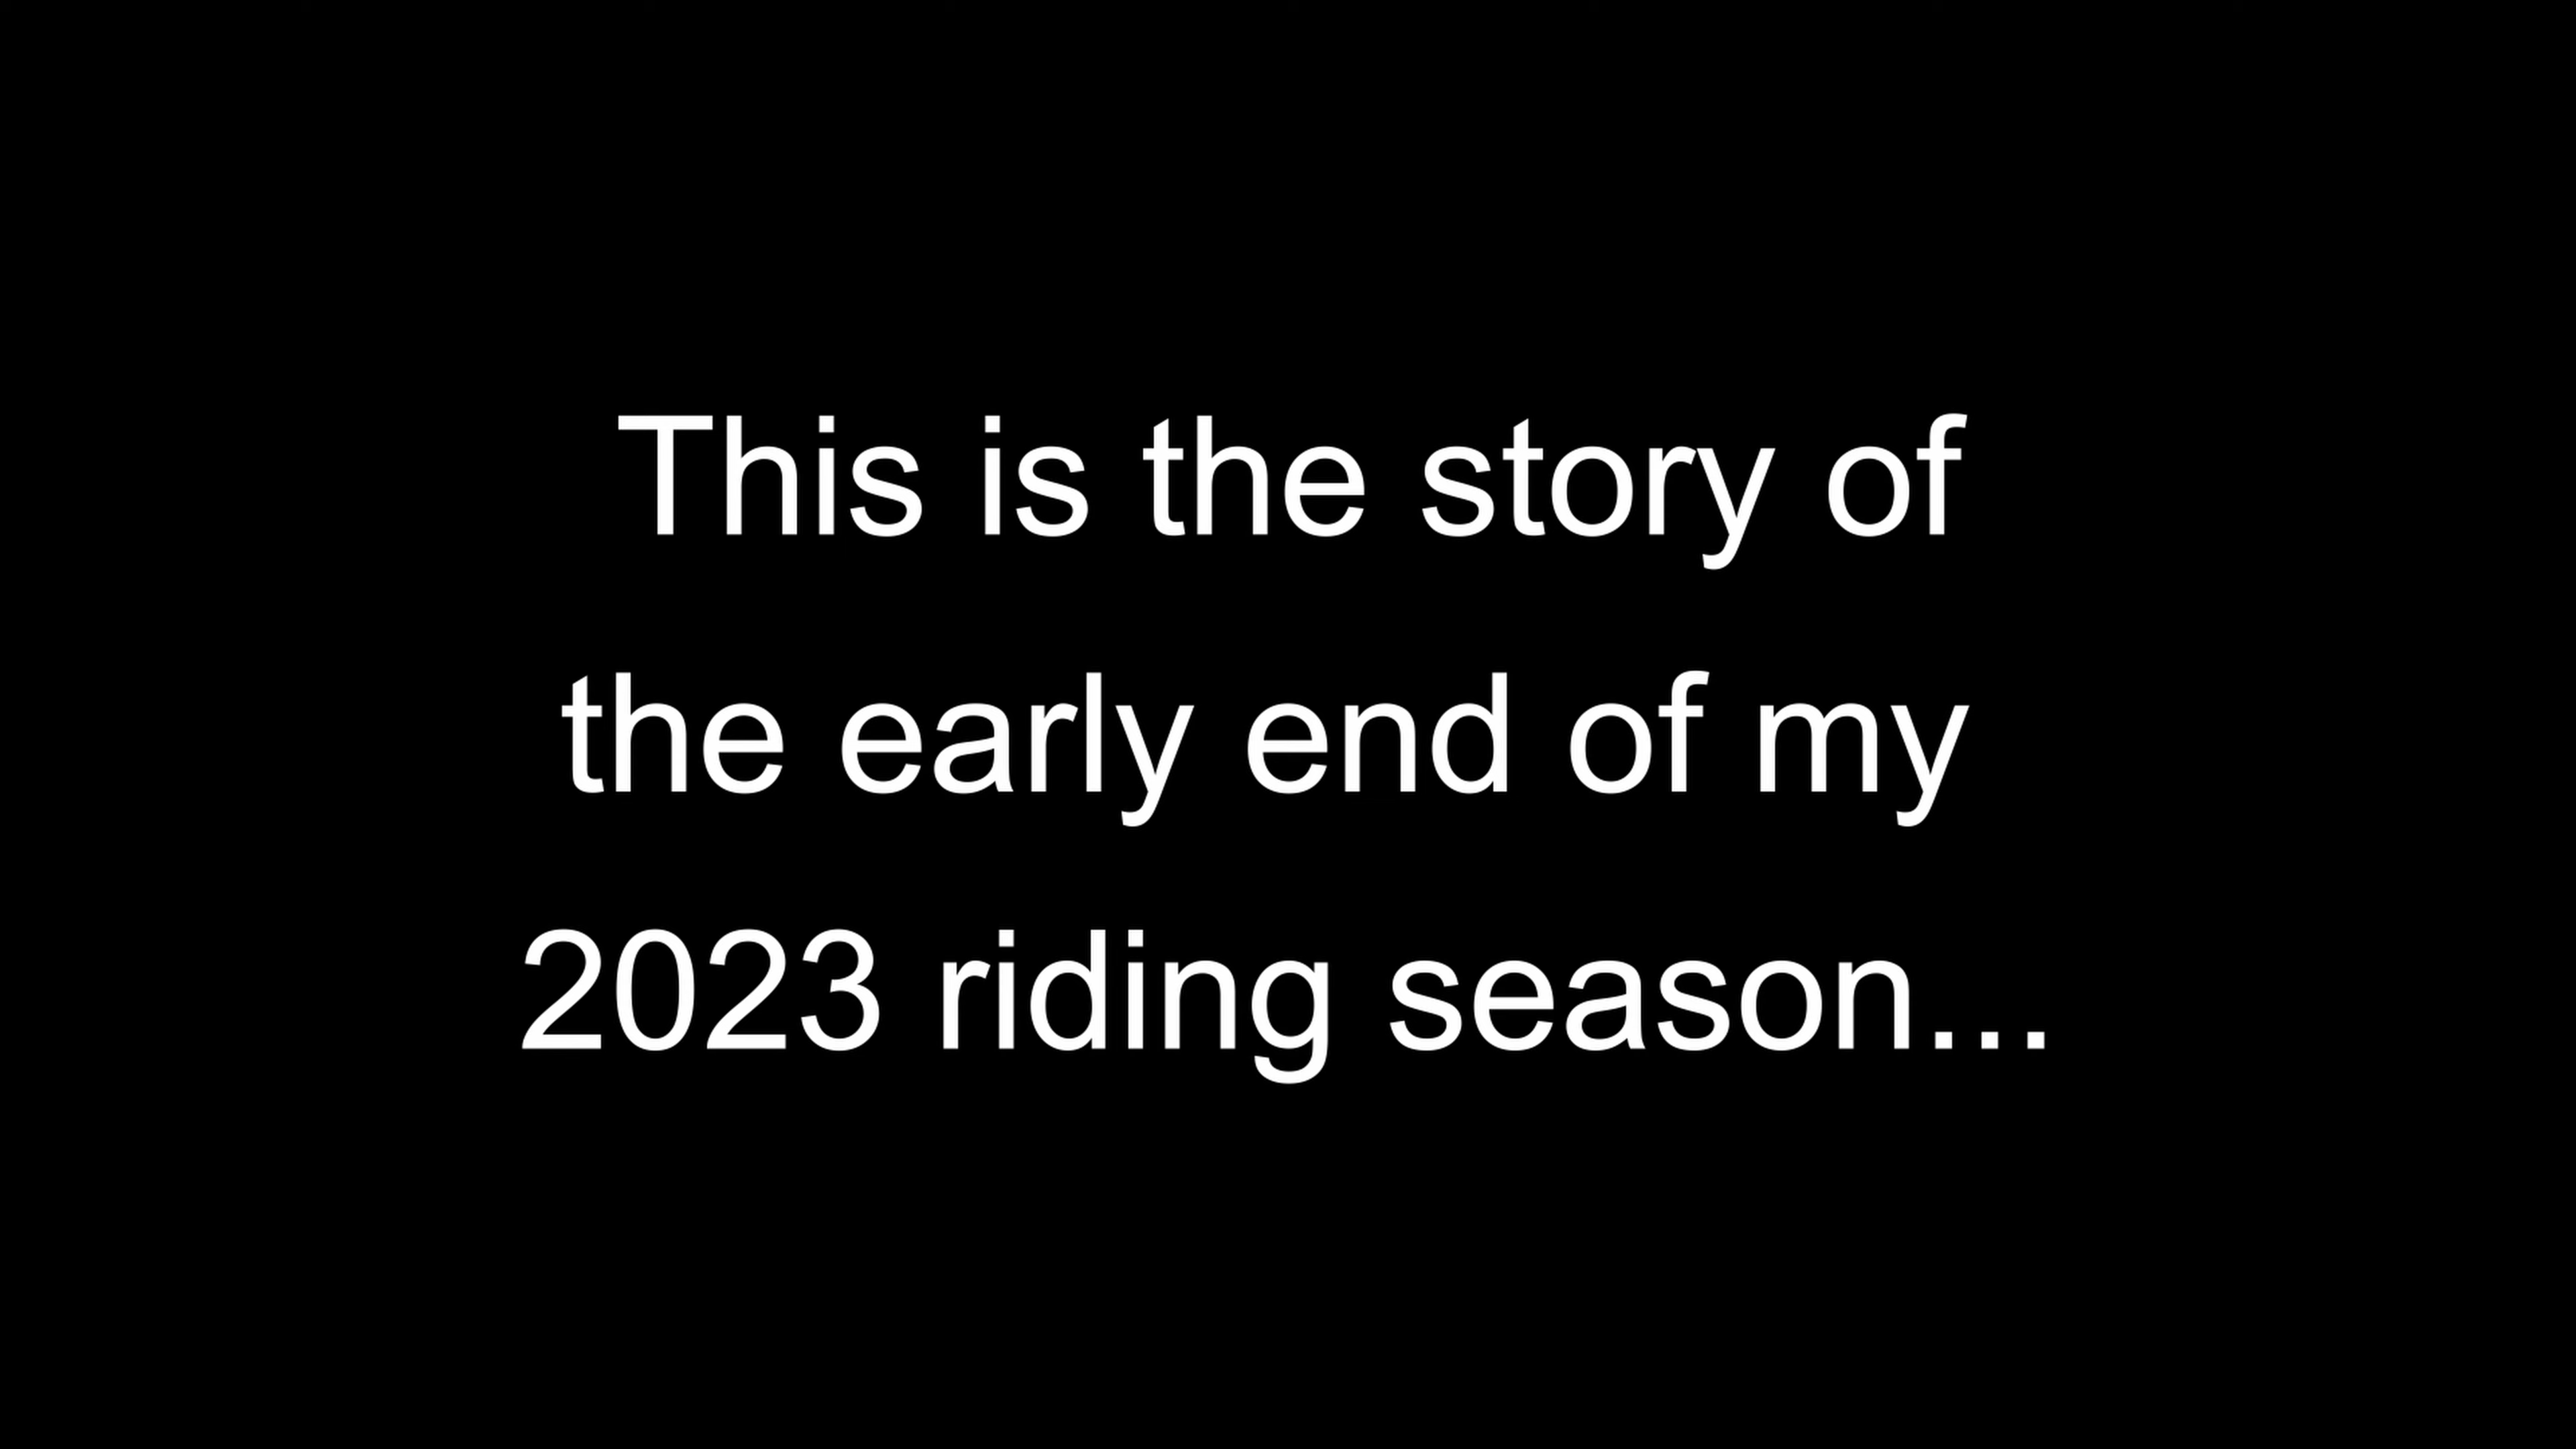 This is the story of
the early end of my
2023 riding season...